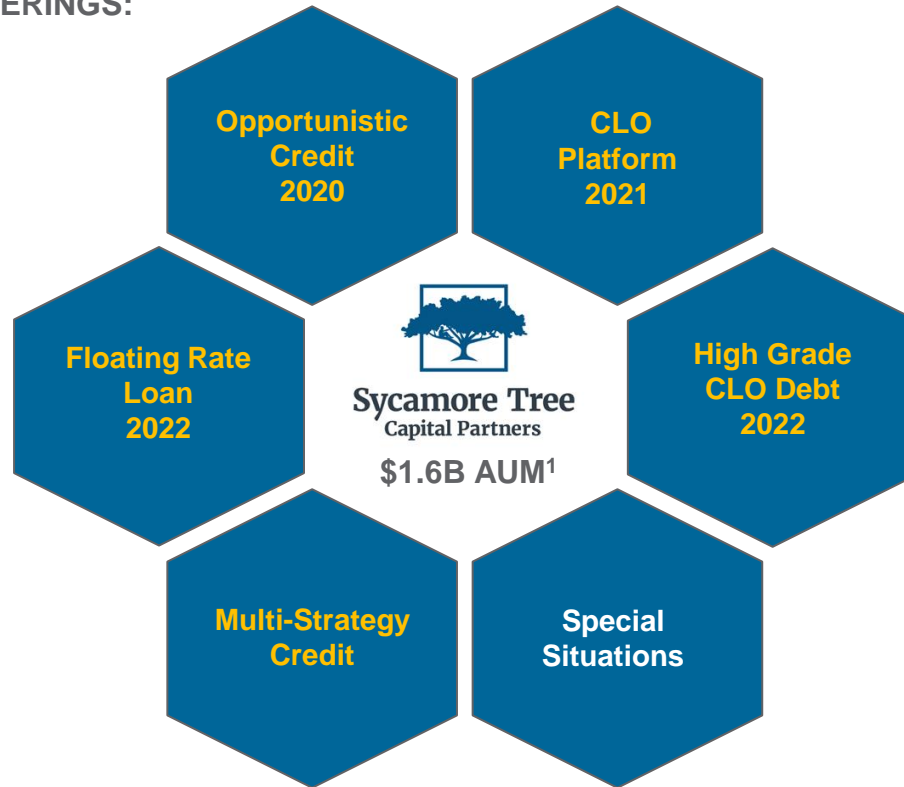 ERINGS:
Opportunistic
Credit
2020
CLO
Platform
2021
Floating Rate
Loan
2022
Sycamore Tree
Capital Partners
$1.6B AUM¹
High Grade
CLO Debt
2022
Multi-Strategy
Credit
Special
Situations